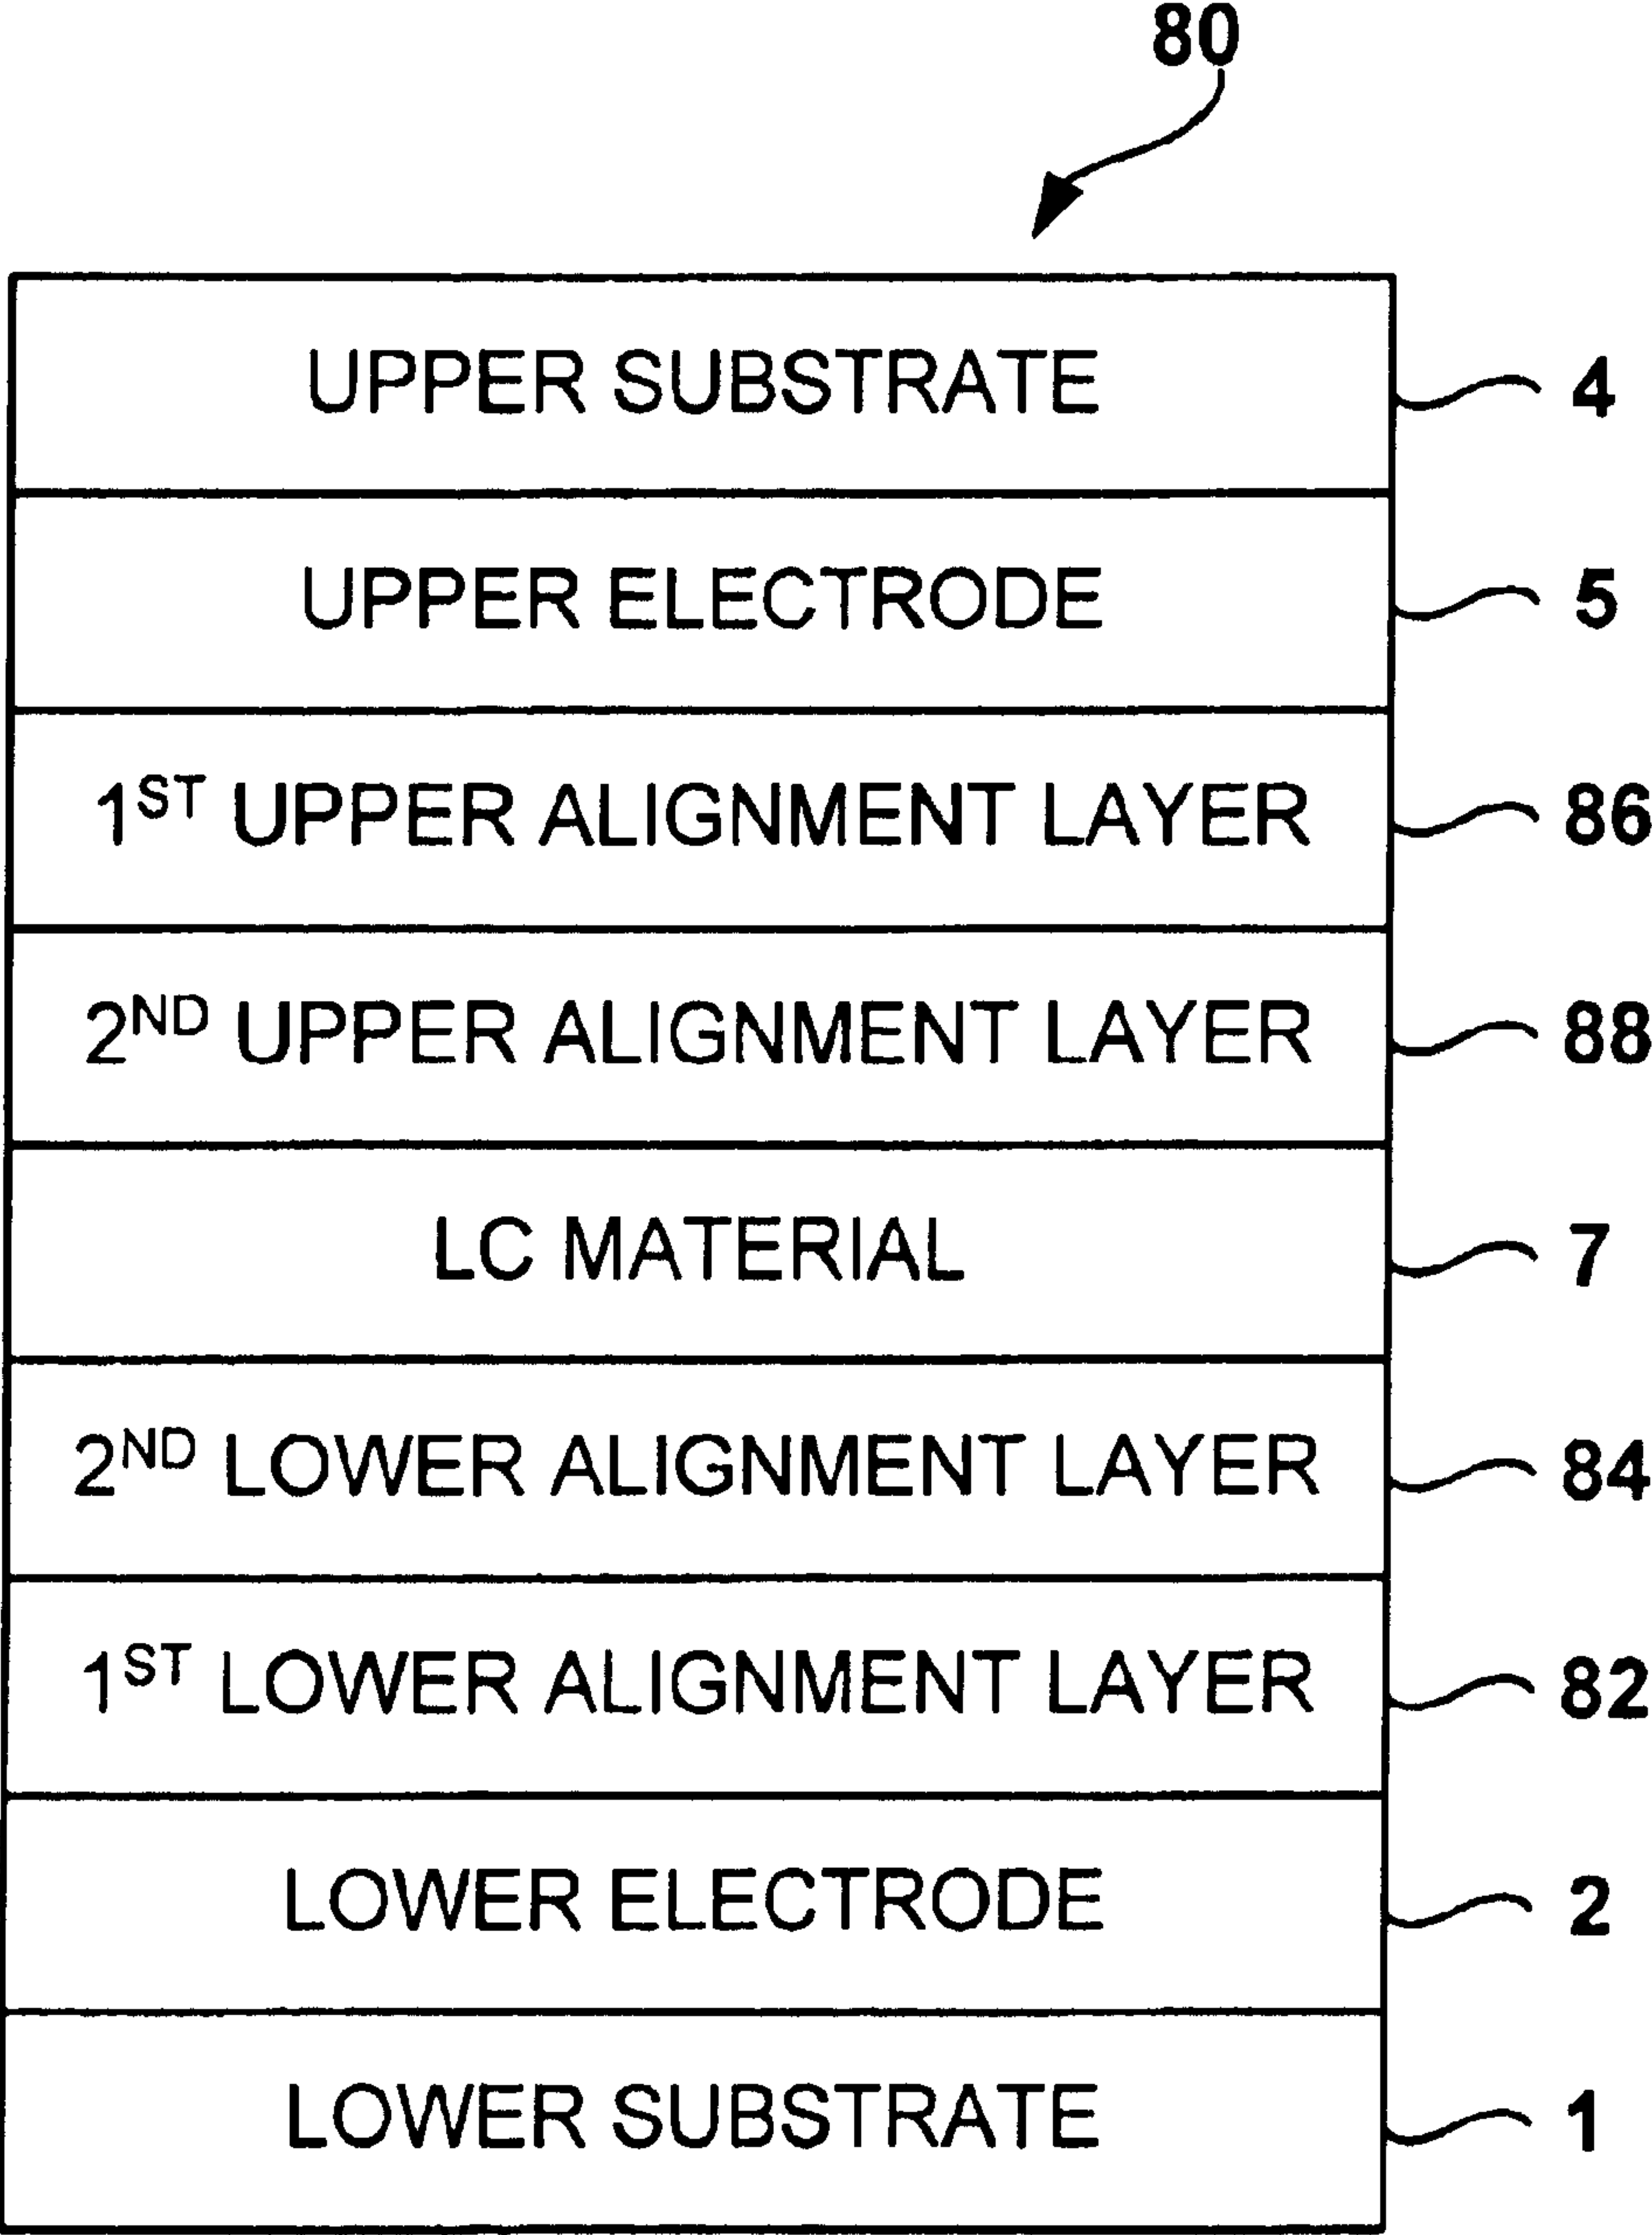 80
UPPER SUBSTRATE 4
UPPER ELECTRODE 5
1ST UPPER ALIGNMENT LAYER 86
2ND UPPER ALIGNMENT LAYER 88
LC MATERIAL 7
2ND LOWER ALIGNMENT LAYER 84
1ST LOWER ALIGNMENT LAYER 82
LOWER ELECTRODE 2
LOWER SUBSTRATE 1